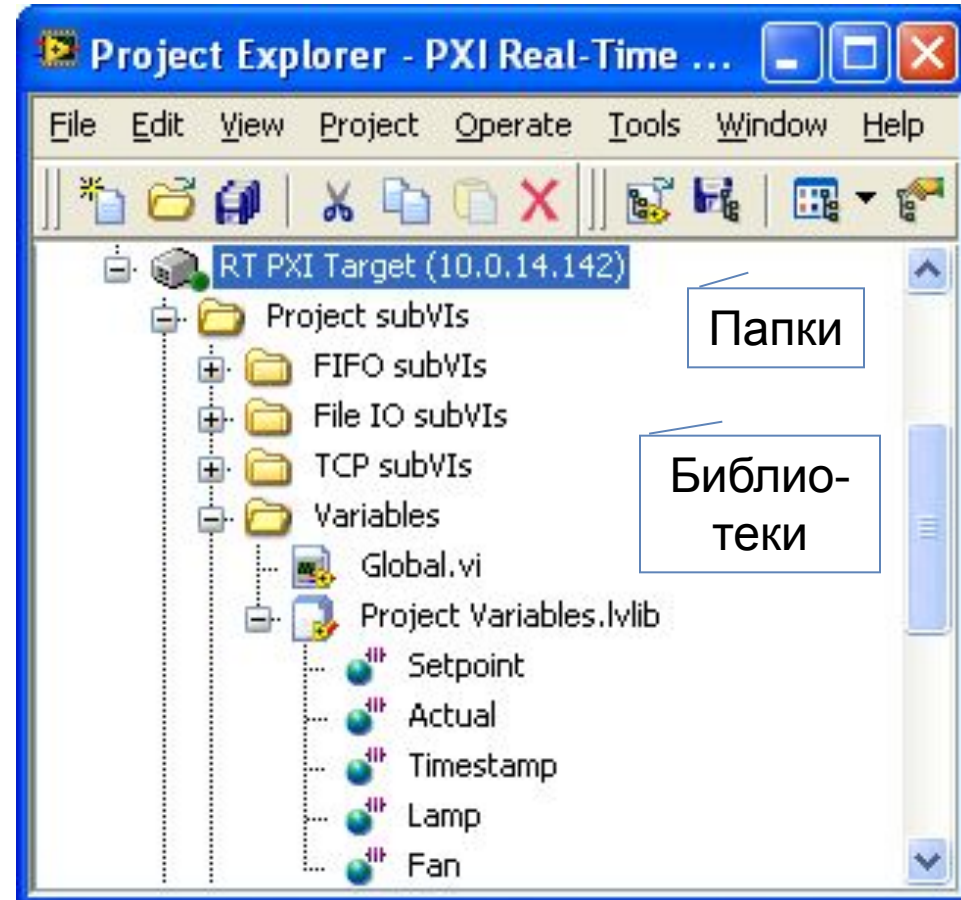 Project Explorer - PXI Real-Time ...
File Edit View Project Operate Tools Window Help
RT PXI Target (10.0.14.142)
Project subVIs
Папки
FIFO subVIs
File IO subVIs
TCP subVIs
Библио-
теки
Variables
Global.vi
Project Variables.lvlib
Setpoint
Actual
Timestamp
Lamp
Fan